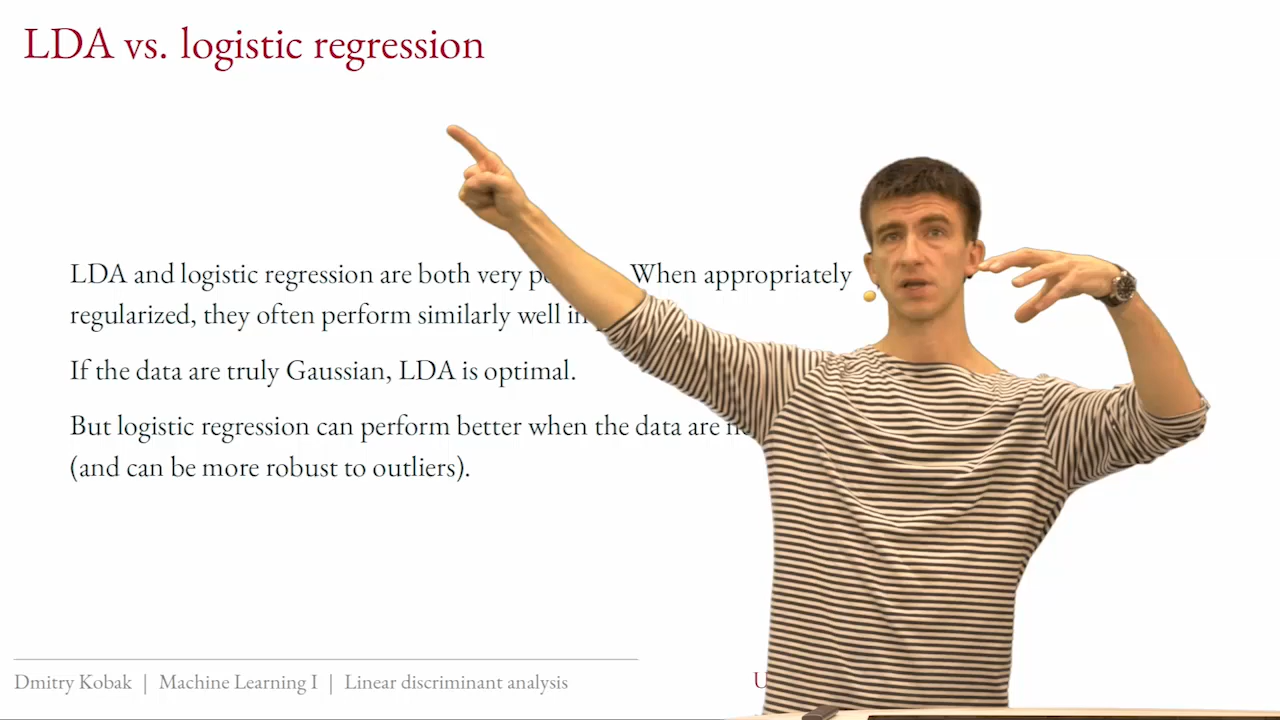 LDA vs. logistic regression
LDA and logistic regression are both very When appropriately
regularized, they often perform similarly well in
If the data are truly Gaussian, LDA is optimal.
But logistic regression can perform better when the data are
(and can be more robust to outliers).
Dmitry Kobak | Machine Learning I | Linear discriminant analysis